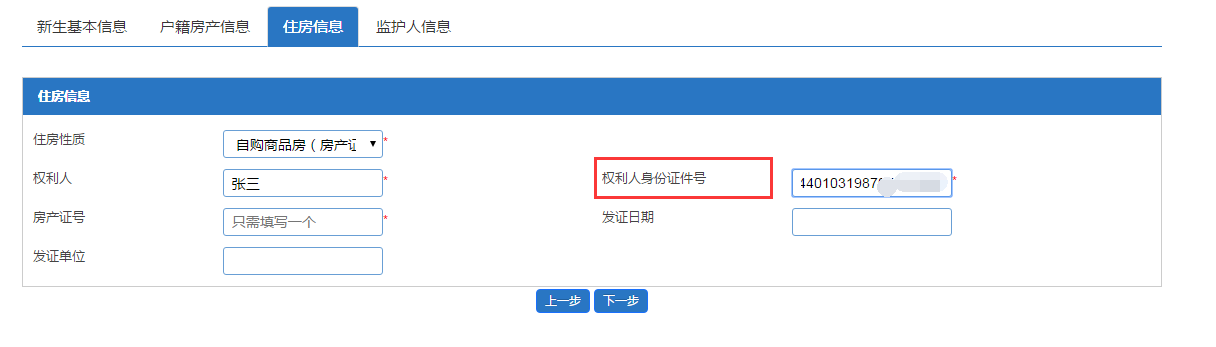 新生基本信息 户籍房产信息 住房信息 监护人信息
住房信息
住房性质 自购商品房（房产证 *
权利人 张三 * 权利人身份证件号 440103198 *
房产证号 只需填写一个 * 发证日期
发证单位
上一步 下一步